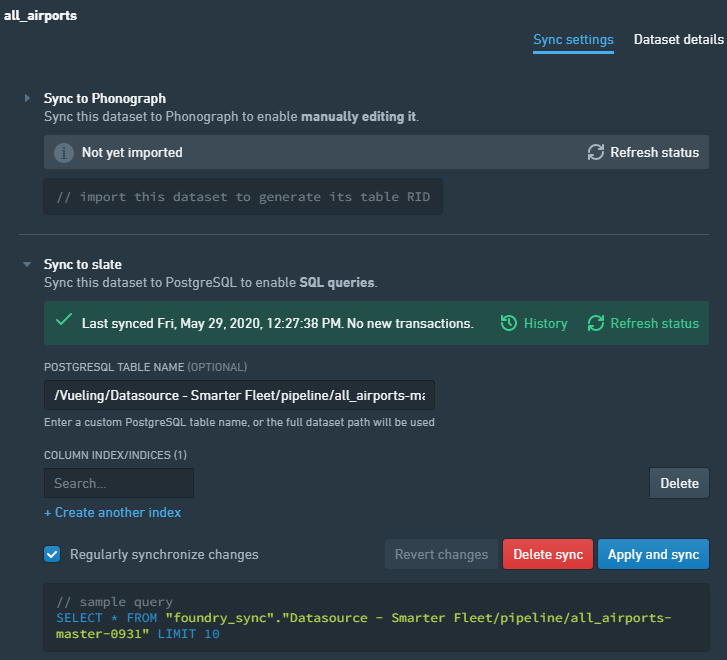 all_airports
Sync settings Dataset details
Sync to Phonograph
Sync this dataset to Phonograph to enable manually editing it.
Not yet imported Refresh status
// import this dataset to generate its table RID
Sync to slate
Sync this dataset to PostgreSQL to enable SQL queries.
Last synced Fri, May 29, 2020, 12:27:38 PM. No new transactions. History Refresh status
POSTGRESQL TABLE NAME (OPTIONAL)
/Vueling/Datasource - Smarter Fleet/pipeline/all_airports-ma
Enter a custom PostgreSQL table name, or the full dataset path will be used
COLUMN INDEX/INDICES (1)
Search... Delete
+ Create another index
Regularly synchronize changes Revert changes Delete sync Apply and sync
// sample query
SELECT * FROM "foundry_sync"."Datasource - Smarter Fleet/pipeline/all_airports-
master-0931" LIMIT 10